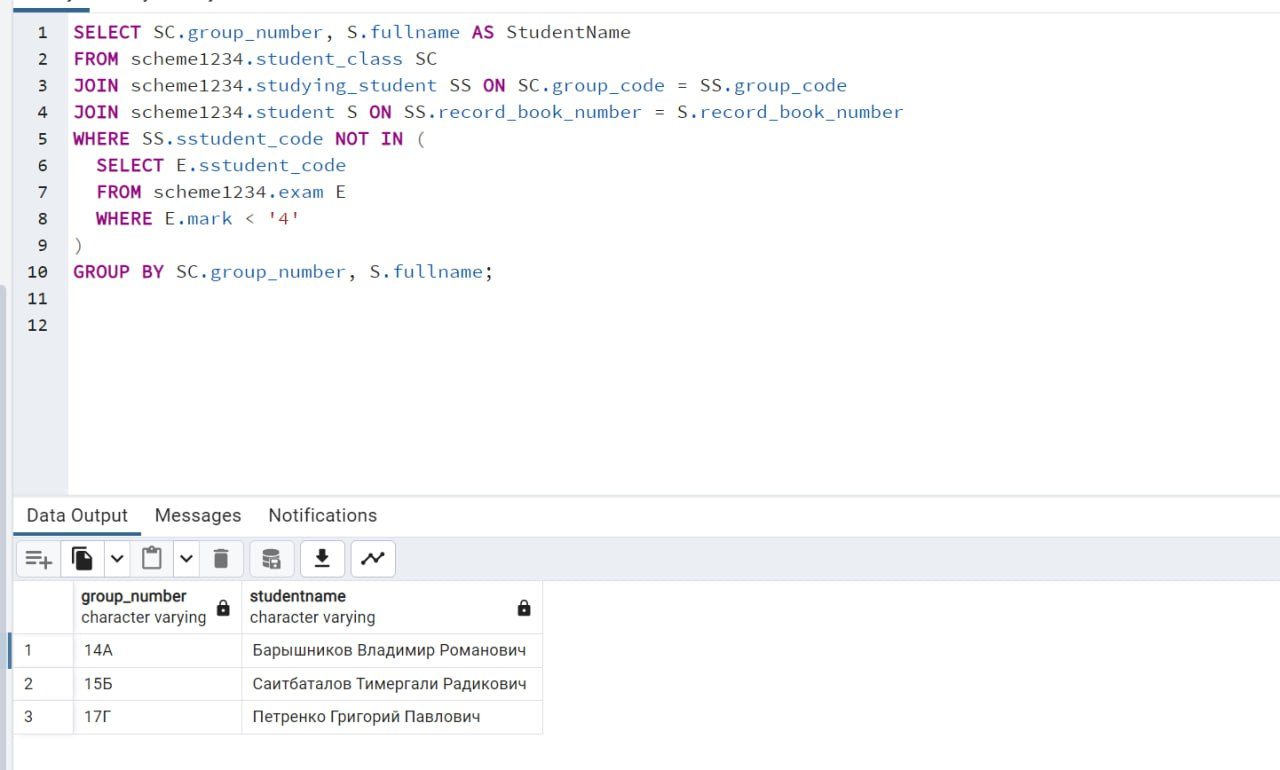 1 SELECT SC.group_number, S.fullname AS StudentName
2 FROM scheme1234.student_class SC
3 JOIN scheme1234.studying_student SS ON SC.group_code = SS.group_code
4 JOIN scheme1234.student S ON SS.record_book_number = S.record_book_number
5 WHERE SS.sstudent_code NOT IN (
6 SELECT E.sstudent_code
7 FROM scheme1234.exam E
8 WHERE E.mark < '4'
9 )
10 GROUP BY SC.group_number, S.fullname;
11
12
Data Output Messages Notifications
group_number studentname
character varying character varying
1 14А Барышников Владимир Романович
2 15Б Саитбаталов Тимергали Радикович
3 17Г Петренко Григорий Павлович